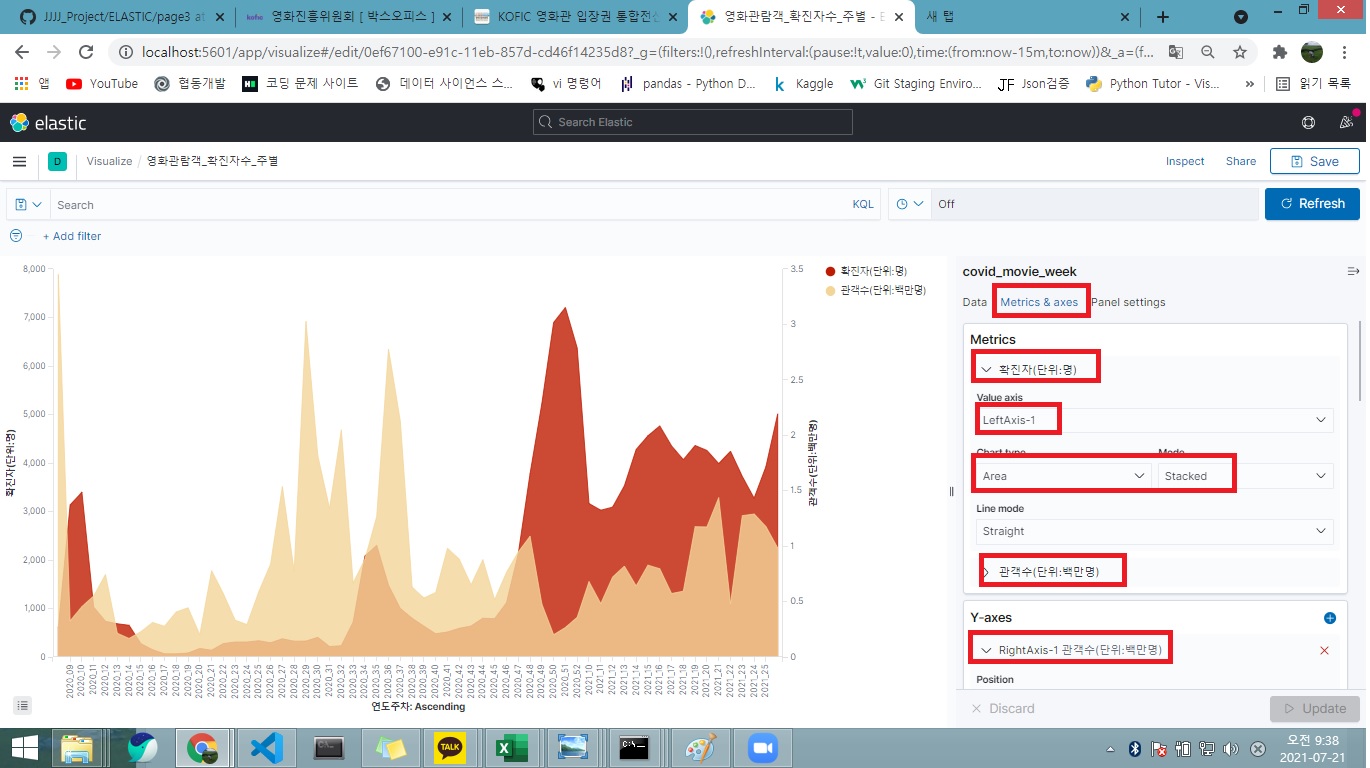 JJJJ_Project/ELASTIC/page3 at
kofic 영화진흥위원회 [ 박스오피스 ]
KOFIC 영화관 입장권 통합전산
영화관람객_확진자수_주별 - E
새 탭
localhost:5601/app/visualize#/edit/0ef67100-e91c-11eb-857d-cd46f14235d8?_g=(filters:!(),refreshInterval:(pause:!t,value:0),time:(from:now-15m,to:now))&_a=(f...
앱
YouTube
협동개발
코딩 문제 사이트
데이터 사이언스 스...
vi 명령어
pandas - Python D...
Kaggle
Git Staging Enviro...
Json검증
Python Tutor - Vis...
»
읽기 목록
elastic
Search Elastic
D
Visualize / 영화관람객_확진자수_주별
Inspect
Share
Save
Search
KQL
Off
Refresh
+ Add filter
8,000
7,000
6,000
5,000
4,000
3,000
2,000
1,000
0
확진자(단위:명)
3.5
3
2.5
2
1.5
1
0.5
0
관객수(단위:백만명)
확진자(단위:명)
관객수(단위:백만명)
2020_09
2020_10
2020_11
2020_12
2020_13
2020_14
2020_15
2020_16
2020_17
2020_18
2020_19
2020_20
2020_21
2020_22
2020_23
2020_24
2020_25
2020_26
2020_27
2020_28
2020_29
2020_30
2020_31
2020_32
2020_33
2020_34
2020_35
2020_36
2020_37
2020_38
2020_39
2020_40
2020_41
2020_42
2020_43
2020_44
2020_45
2020_46
2020_47
2020_48
2020_49
2020_50
2020_51
2020_52
2021_10
2021_11
2021_12
2021_13
2021_14
2021_15
2021_16
2021_17
2021_18
2021_19
2021_20
2021_21
2021_22
2021_23
2021_24
2021_25
연도주차: Ascending
covid_movie_week
Data
Metrics & axes
Panel settings
Metrics
확진자(단위:명)
Value axis
LeftAxis-1
Chart type
Mode
Area
Stacked
Line mode
Straight
관객수(단위:백만명)
Y-axes
RightAxis-1 관객수(단위:백만명)
Position
Discard
Update
TALK
오전 9:38
2021-07-21